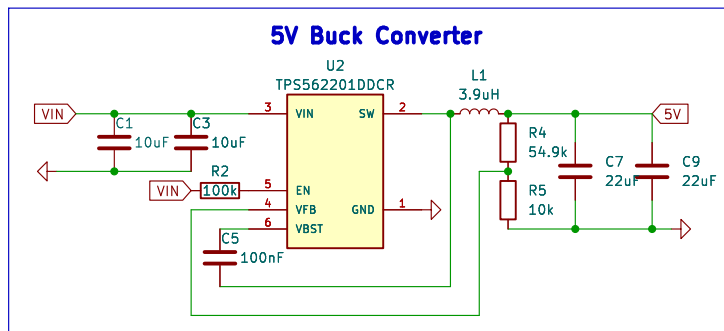 5V Buck Converter
U2
TPS562201DDCR
L1
3.9uH
VIN
3
VIN
SW
2
5V
C1
10uF
C3
10uF
R4
54.9k
C7
22uF
C9
22uF
R2
VIN
100k
5
EN
R5
10k
4
VFB
GND
1
6
VBST
C5
100nF